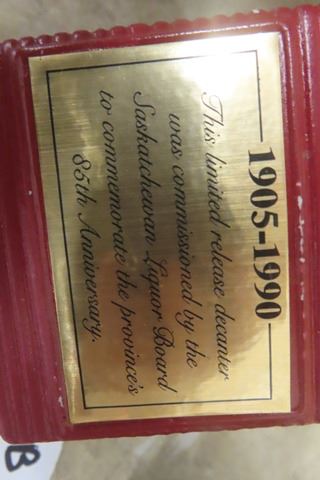 1905-1990
This limited release decanter
was commissioned by the
Saskatchewan Liquor Board
to commemorate the province's
85th Anniversary.
B